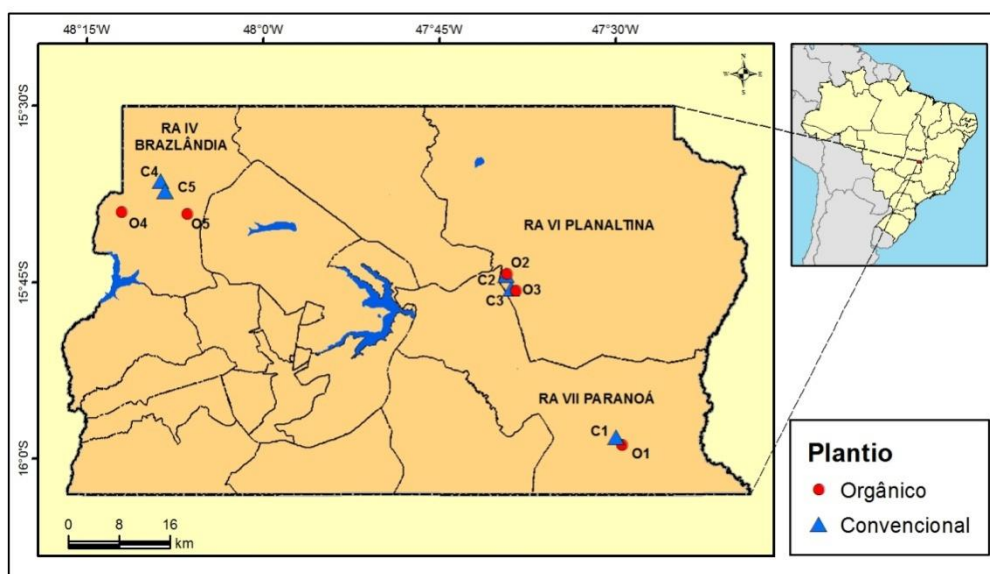 48°15'W 48°0'W 47°45'W 47°30'W
15°30'S
15°45'S
16°0'S
N
W E
S
RA IV
BRAZLÂNDIA
C4
C5
O4
O5
RA VI PLANALTINA
O2
C2
C3
O3
RA VII PARANOÁ
C1
O1
0 8 16
km
Plantio
Orgânico
Convencional